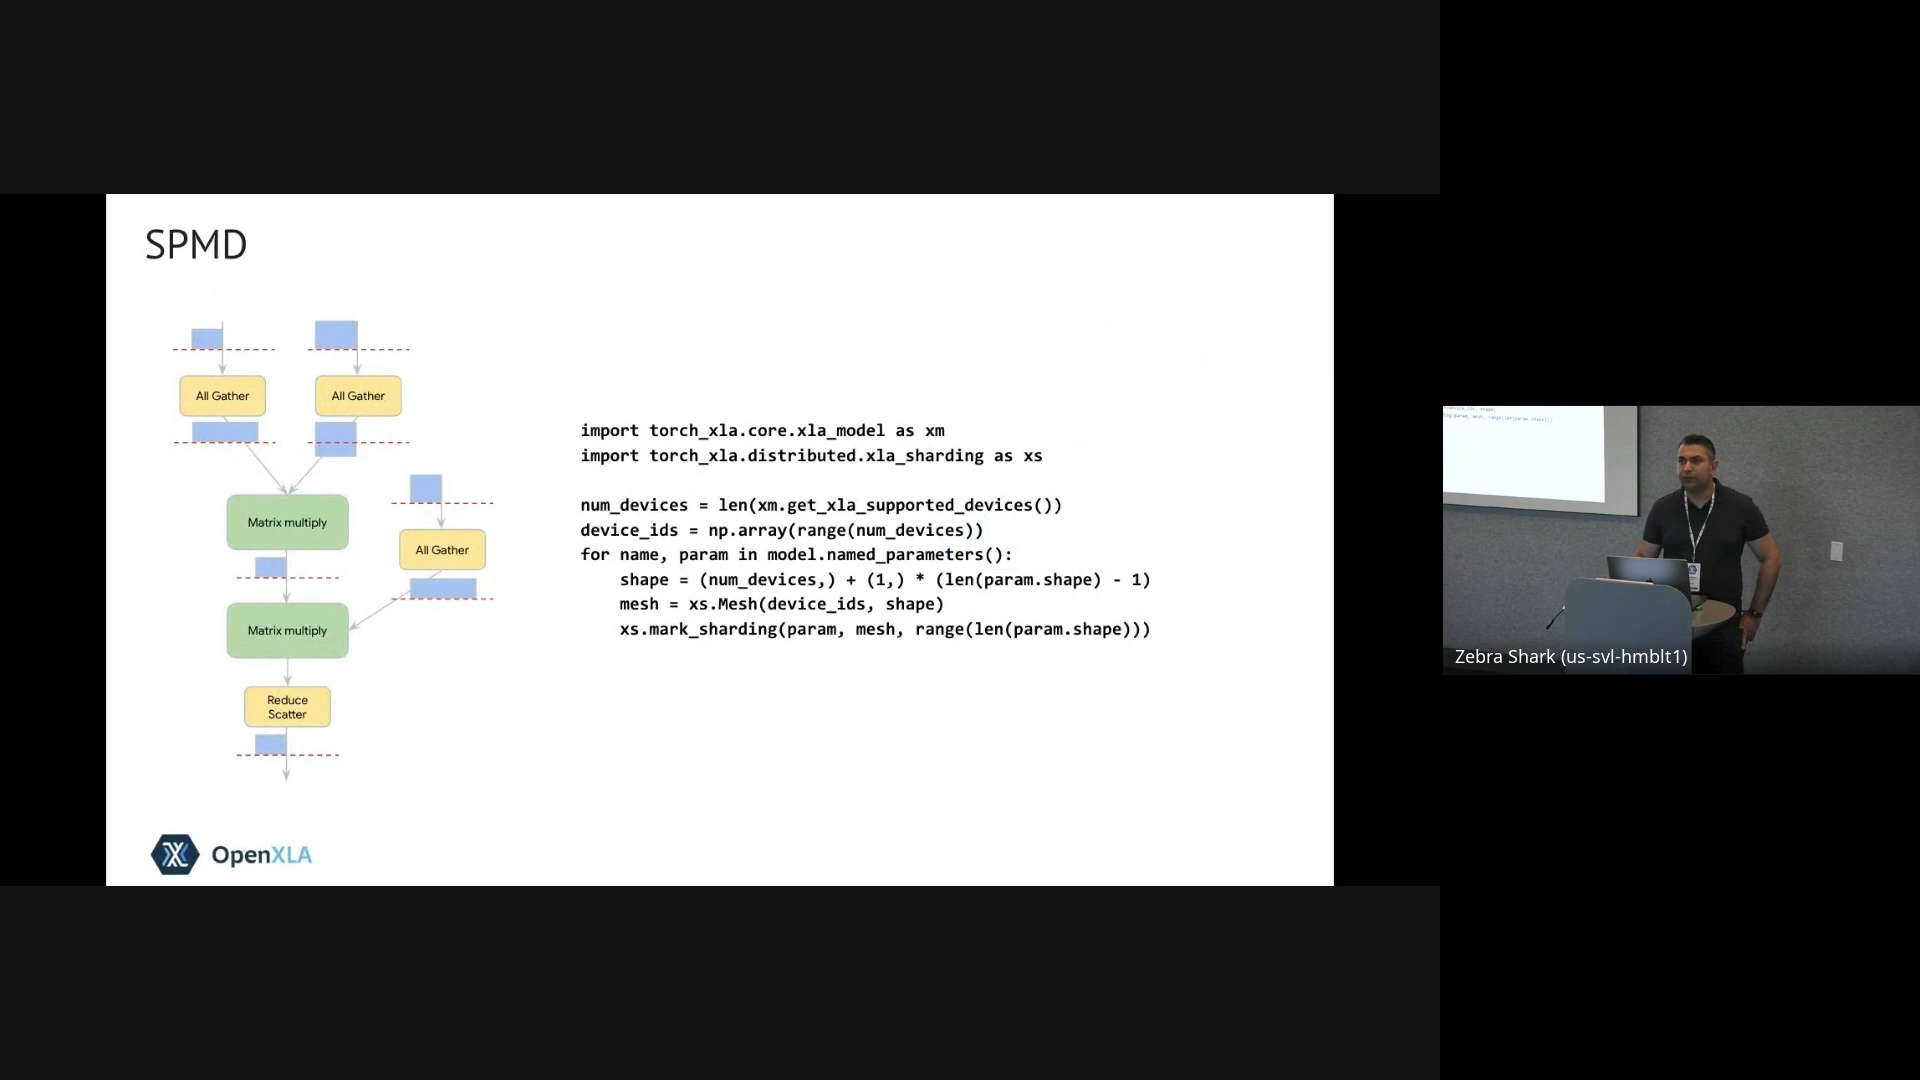 SPMD
All Gather
All Gather
Matrix multiply
All Gather
Matrix multiply
Reduce
Scatter
import torch_xla.core.xla_model as xm
import torch_xla.distributed.xla_sharding as xs
num_devices = len(xm.get_xla_supported_devices())
device_ids = np.array(range(num_devices))
for name, param in model.named_parameters():
    shape = (num_devices,) + (1,) * (len(param.shape) - 1)
    mesh = xs.Mesh(device_ids, shape)
    xs.mark_sharding(param, mesh, range(len(param.shape)))
OpenXLA
Zebra Shark (us-svl-hmblt1)